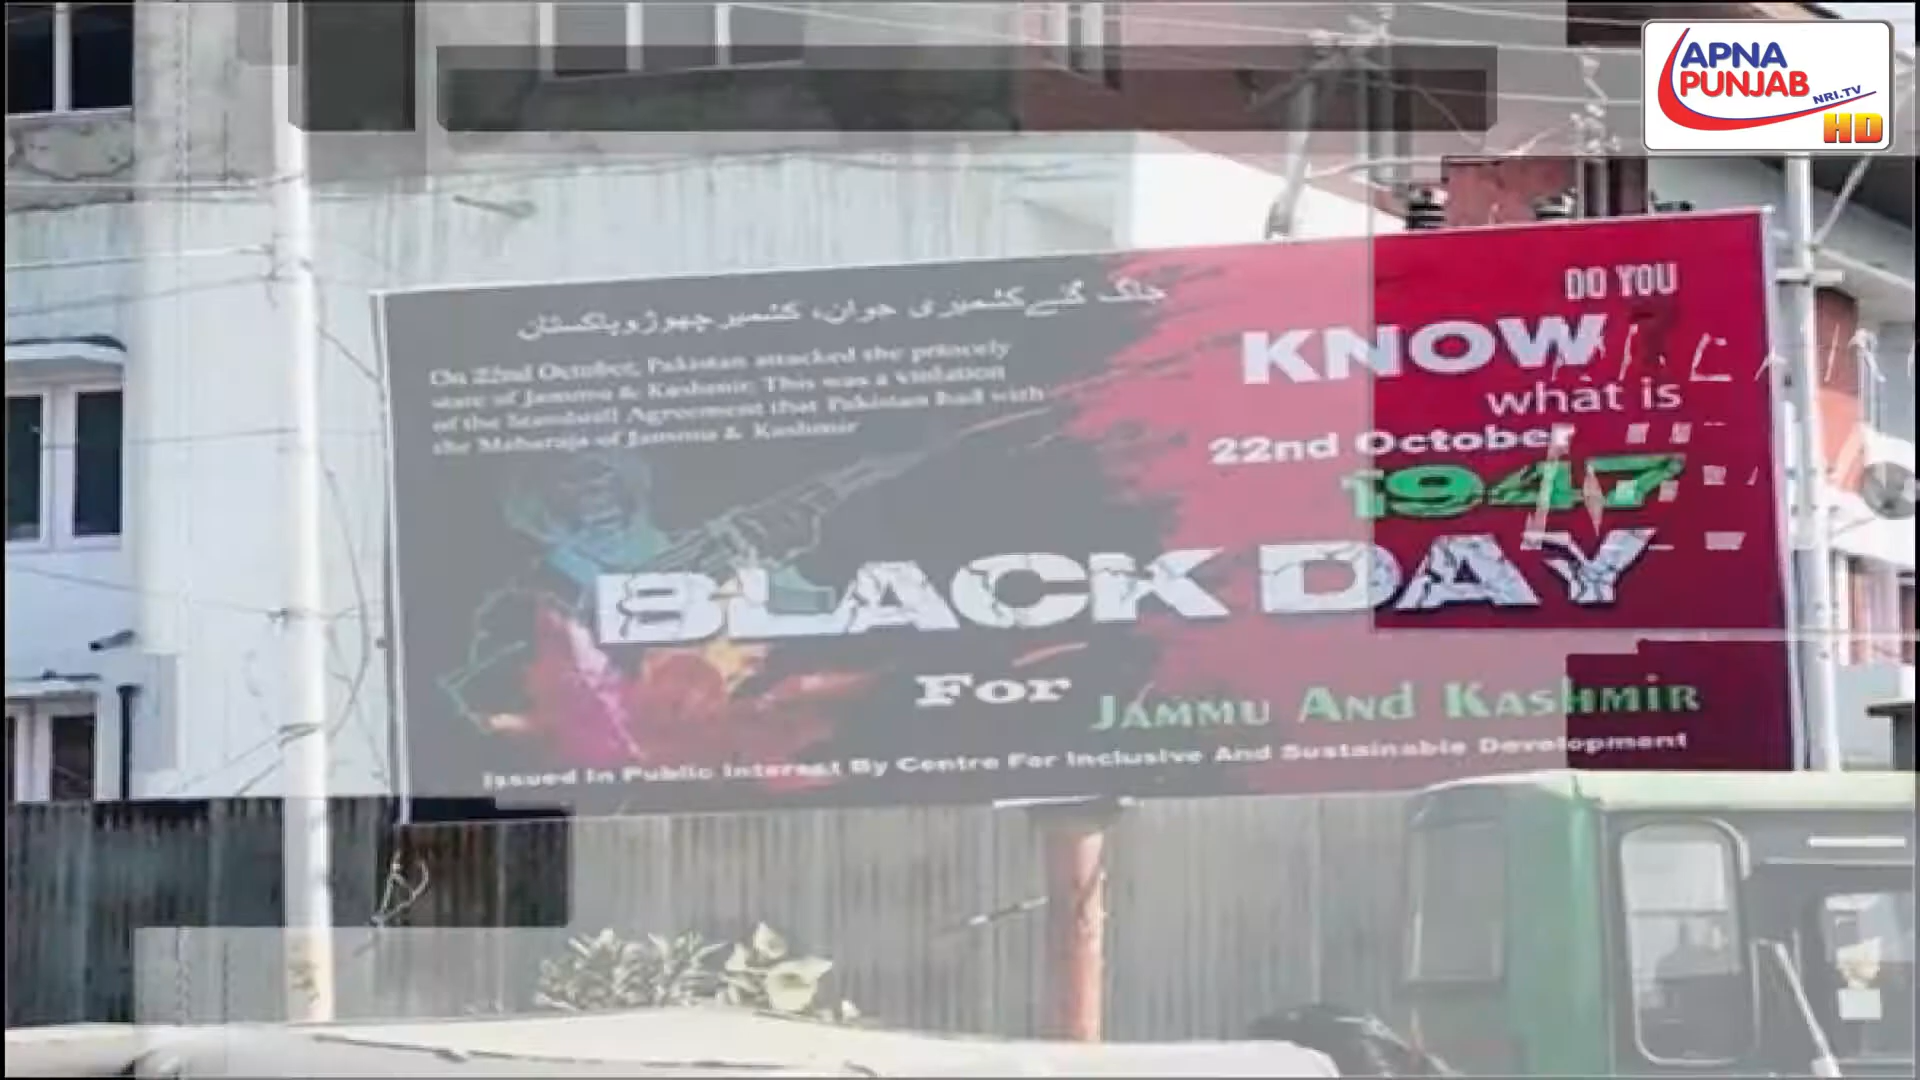 APNA
PUNJAB
NRI.TV
HD
جاگ گئے کشمیری جوان، کشمیر چھوڑو پاکستان
On 22nd October, Pakistan attacked the princely
state of Jammu & Kashmir. This was a violation
of the Standstill Agreement that Pakistan had with
the Maharaja of Jammu & Kashmir
DO YOU
KNOW
what is
22nd October
1947
BLACK DAY
For Jammu And Kashmir
Issued In Public Interest By Centre For Inclusive And Sustainable Development